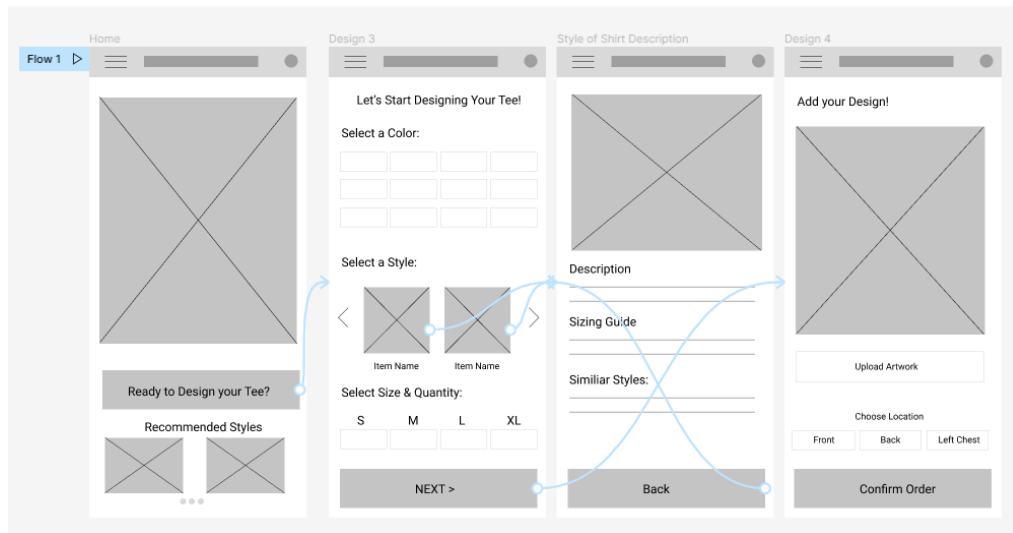 Home
Flow 1
Ready to Design your Tee?
Recommended Styles
Design 3
Let's Start Designing Your Tee!
Select a Color:
Select a Style:
Item Name
Item Name
Select Size & Quantity:
S M L XL
NEXT >
Style of Shirt Description
Description
Sizing Guide
Similiar Styles:
Back
Design 4
Add your Design!
Upload Artwork
Choose Location
Front Back Left Chest
Confirm Order